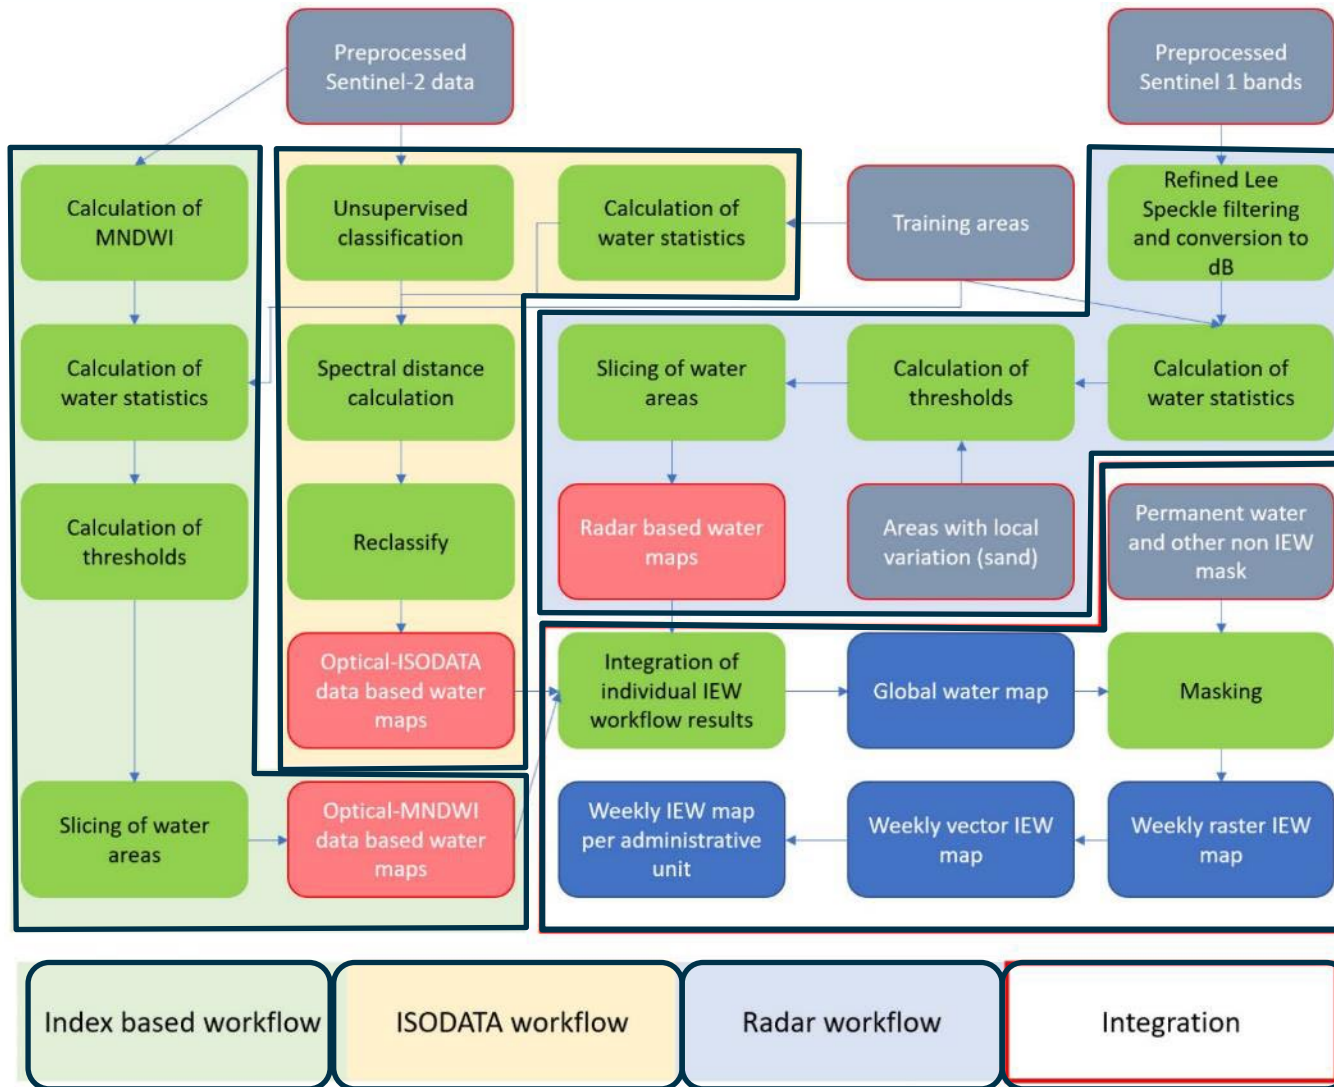 Preprocessed
Sentinel-2 data
Preprocessed
Sentinel 1 bands
Calculation of
MNDWI
Unsupervised
classification
Calculation of
water statistics
Training areas
Refined Lee
Speckle filtering
and conversion to
dB
Calculation of
water statistics
Spectral distance
calculation
Slicing of water
areas
Calculation of
thresholds
Calculation of
water statistics
Calculation of
thresholds
Reclassify
Radar based water
maps
Areas with local
variation (sand)
Permanent water
and other non IEW
mask
Optical-ISODATA
data based water
maps
Integration of
individual IEW
workflow results
Global water map
Masking
Slicing of water
areas
Optical-MNDWI
data based water
maps
Weekly IEW map
per administrative
unit
Weekly vector IEW
map
Weekly raster IEW
map
Index based workflow
ISODATA workflow
Radar workflow
Integration